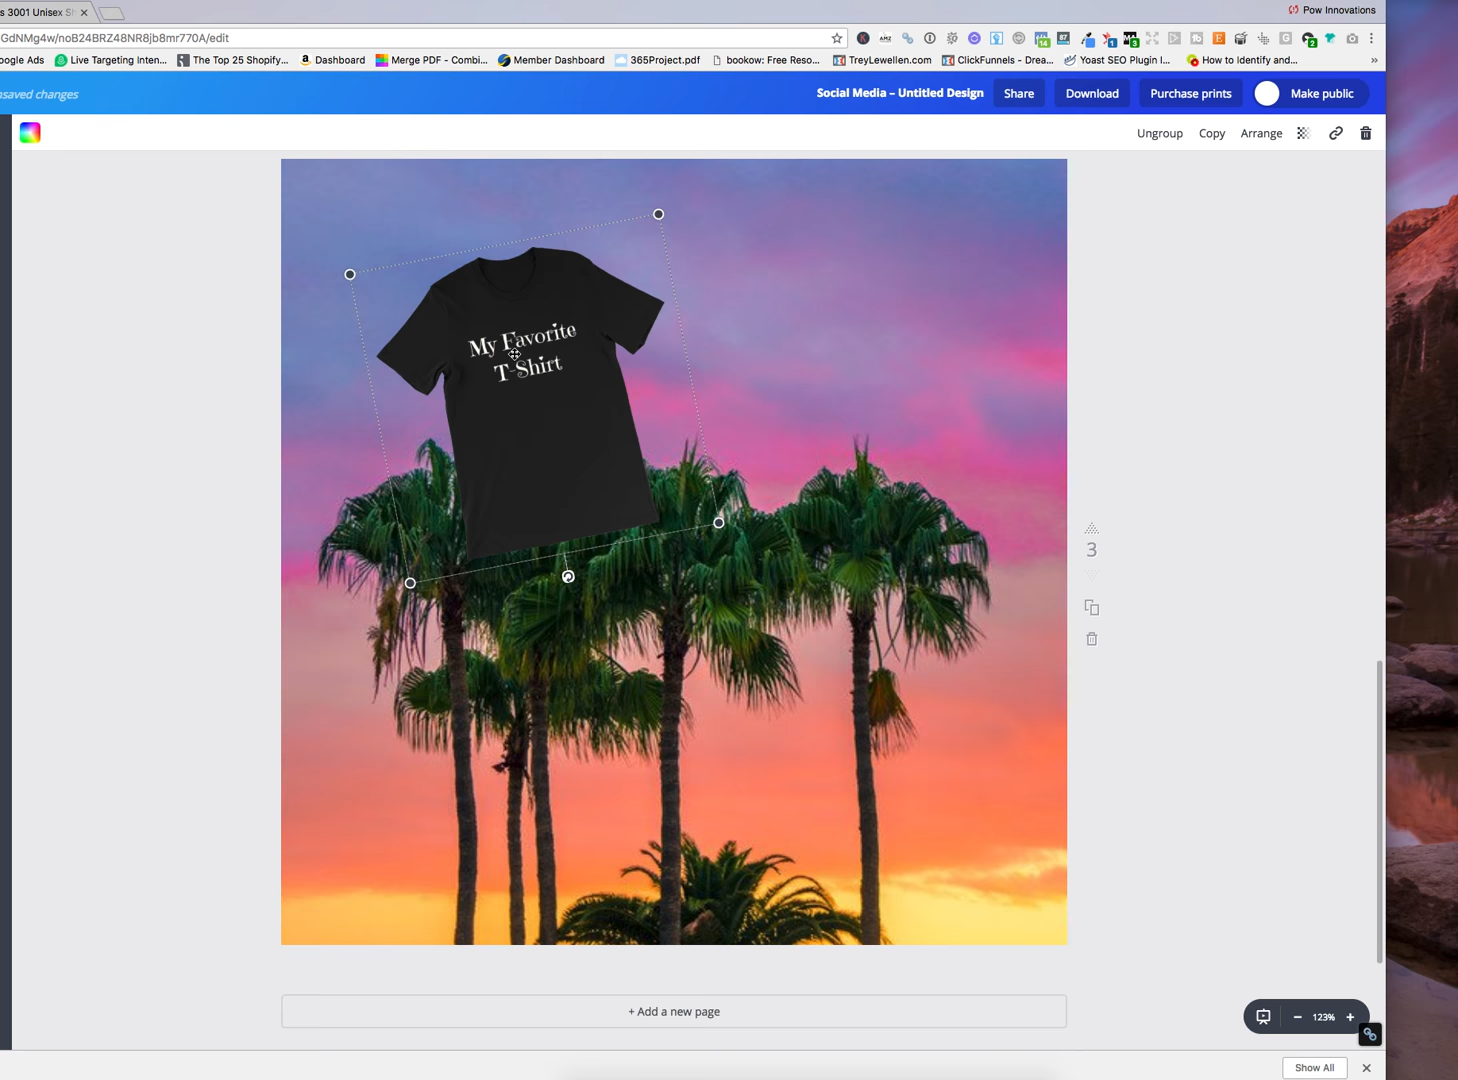 s 3001 Unisex S
Pow Innovations
GdNMg4w/noB24BRZ48NR8jb8mr770A/edit
oogle Ads
Live Targeting Inten...
The Top 25 Shopify...
Dashboard
Merge PDF - Combi...
Member Dashboard
365Project.pdf
bookow: Free Reso...
TreyLewellen.com
ClickFunnels - Drea...
Yoast SEO Plugin I...
How to Identify and...
»
nsaved changes
Social Media – Untitled Design
Share
Download
Purchase prints
Make public
Ungroup
Copy
Arrange
My Favorite
T-Shirt
3
+ Add a new page
− 123% +
Show All